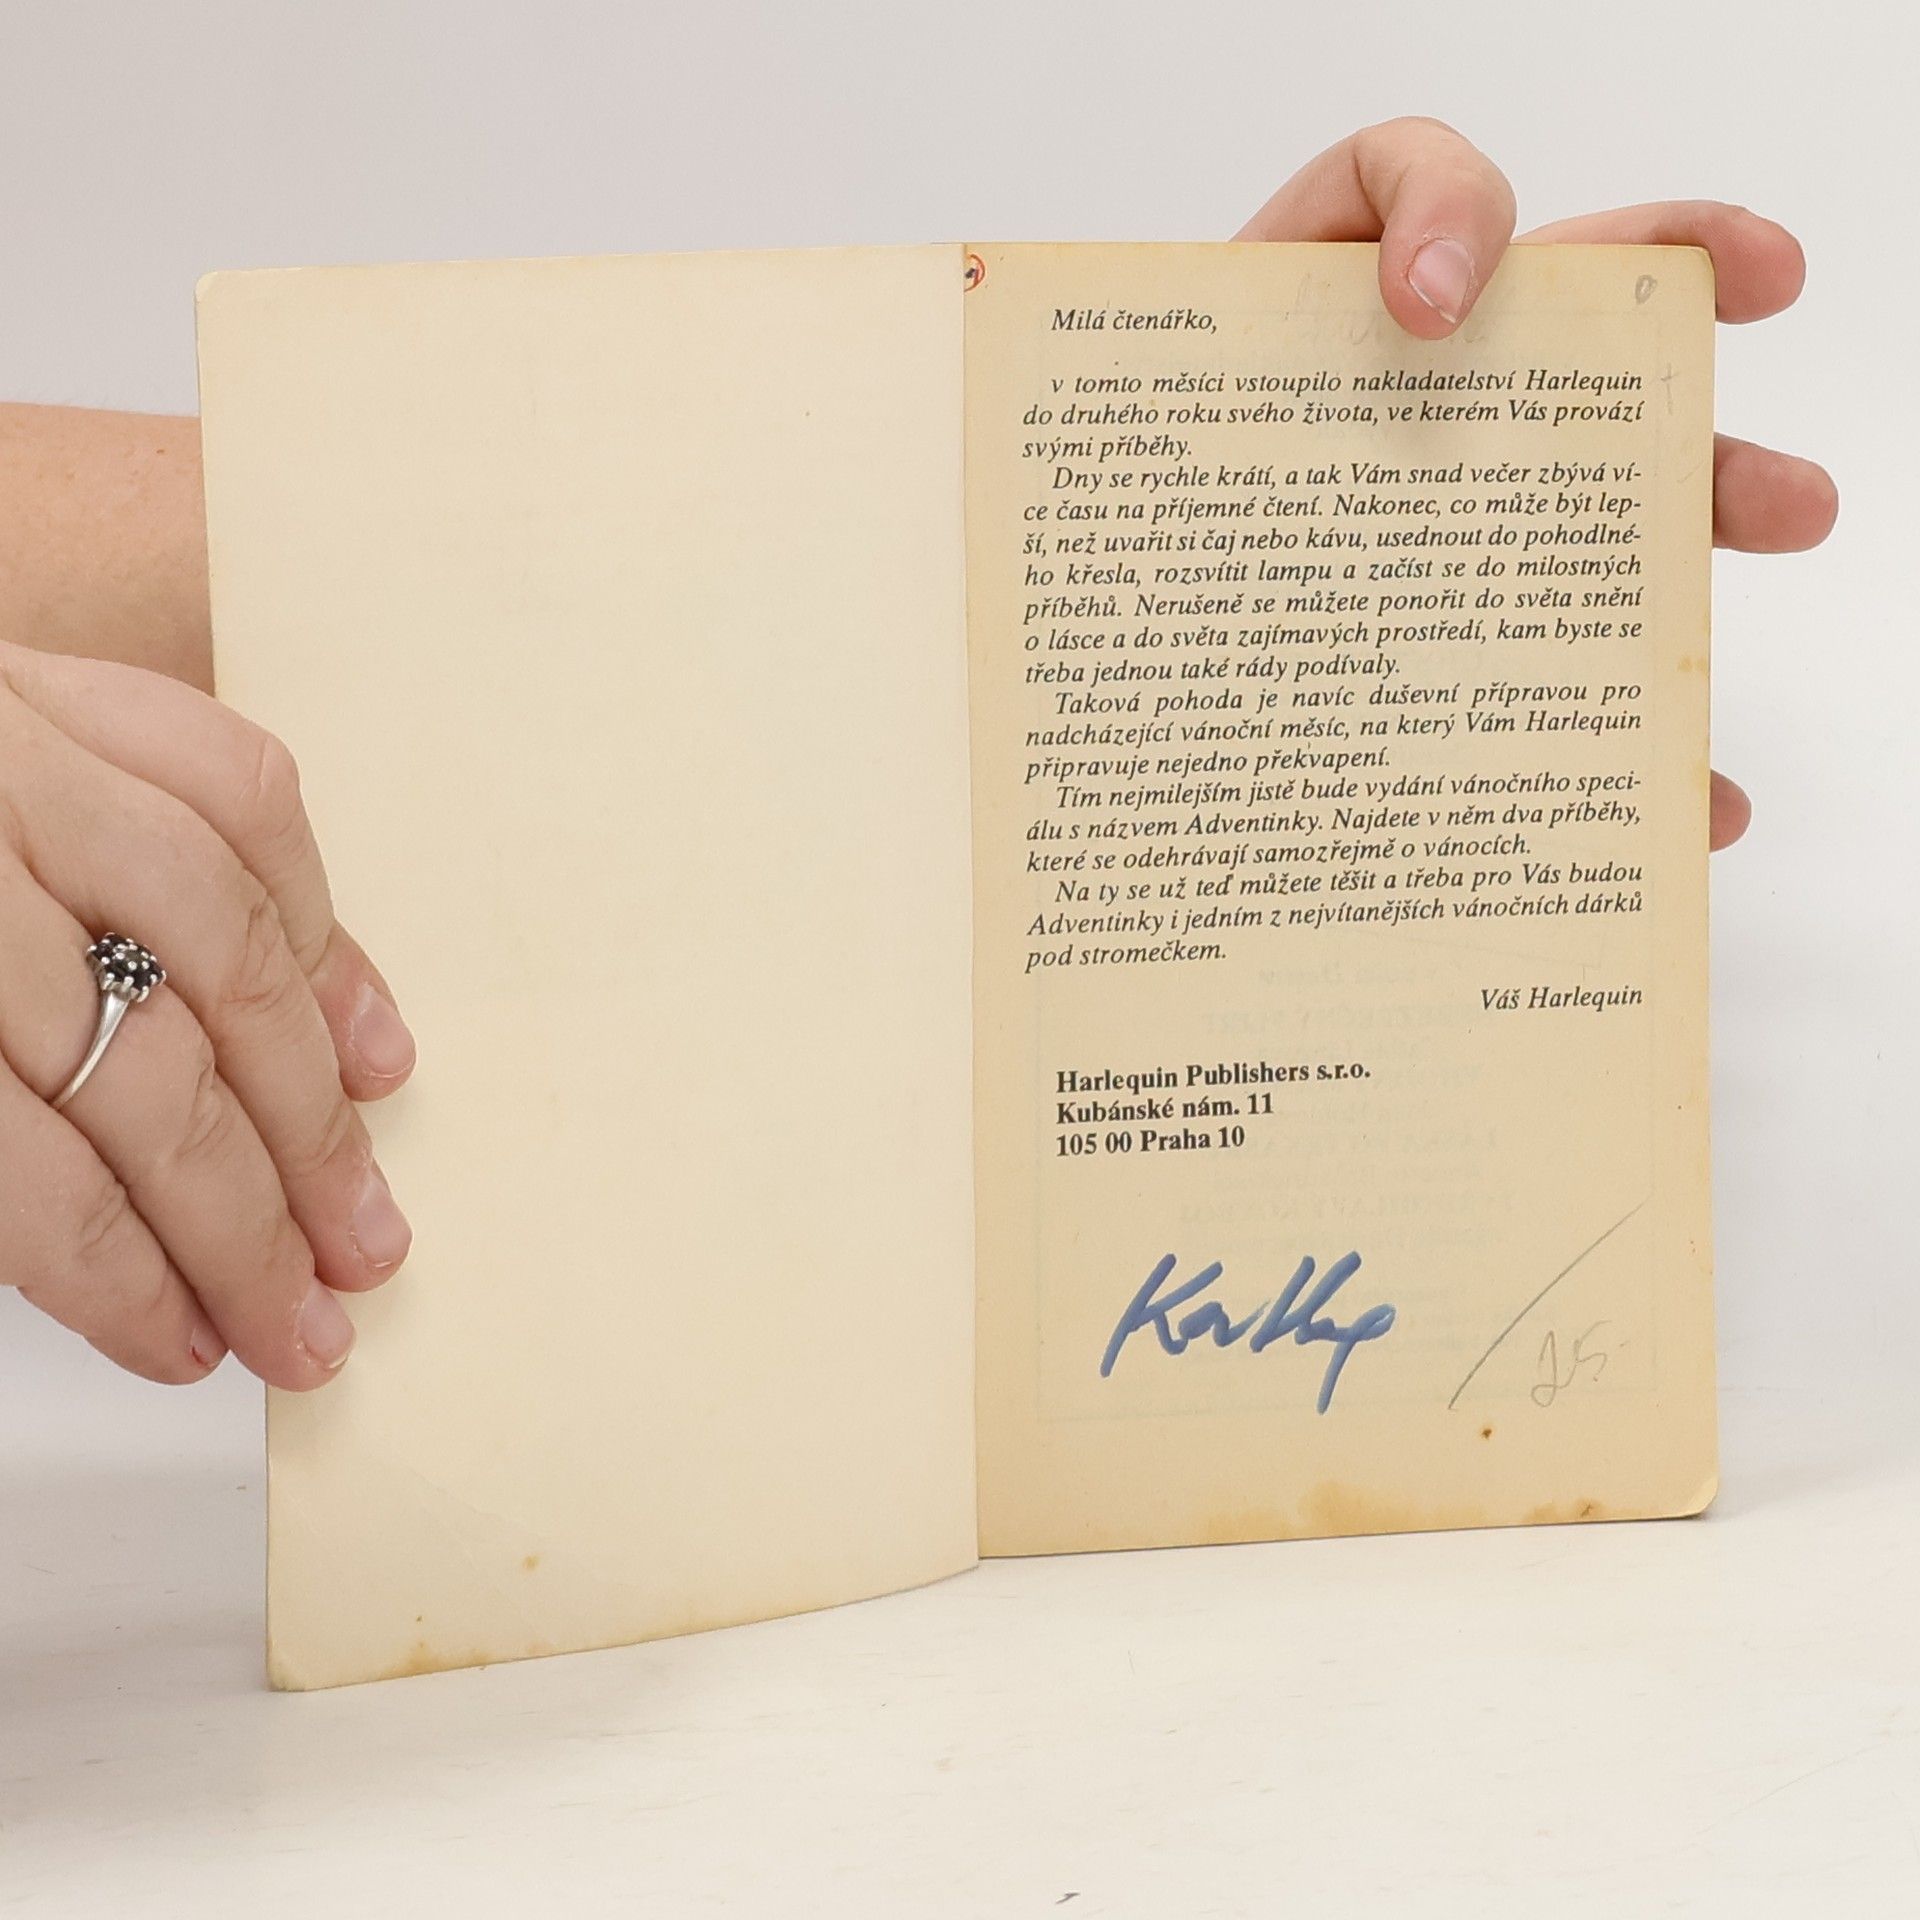 Milá čtenářko,
v tomto měsíci vstoupilo nakladatelství Harlequin
do druhého roku svého života, ve kterém Vás provází
svými příběhy.
Dny se rychle krátí, a tak Vám snad večer zbývá ví-
ce času na příjemné čtení. Nakonec, co může být lep-
ší, než uvařit si čaj nebo kávu, usednout do pohodlné-
ho křesla, rozsvítit lampu a začíst se do milostných
příběhů. Nerušeně se můžete ponořit do světa snění
o lásce a do světa zajímavých prostředí, kam byste se
třeba jednou také rády podívaly.
Taková pohoda je navíc duševní přípravou pro
nadcházející vánoční měsíc, na který Vám Harlequin
připravuje nejedno překvapení.
Tím nejmilejším jistě bude vydání vánočního speci-
álu s názvem Adventinky. Najdete v něm dva příběhy,
které se odehrávají samozřejmě o vánocích.
Na ty se už teď můžete těšit a třeba pro Vás budou
Adventinky i jedním z nejvítanějších vánočních dárků
pod stromečkem.
Váš Harlequin
Harlequin Publishers s.r.o.
Kubánské nám. 11
105 00 Praha 10